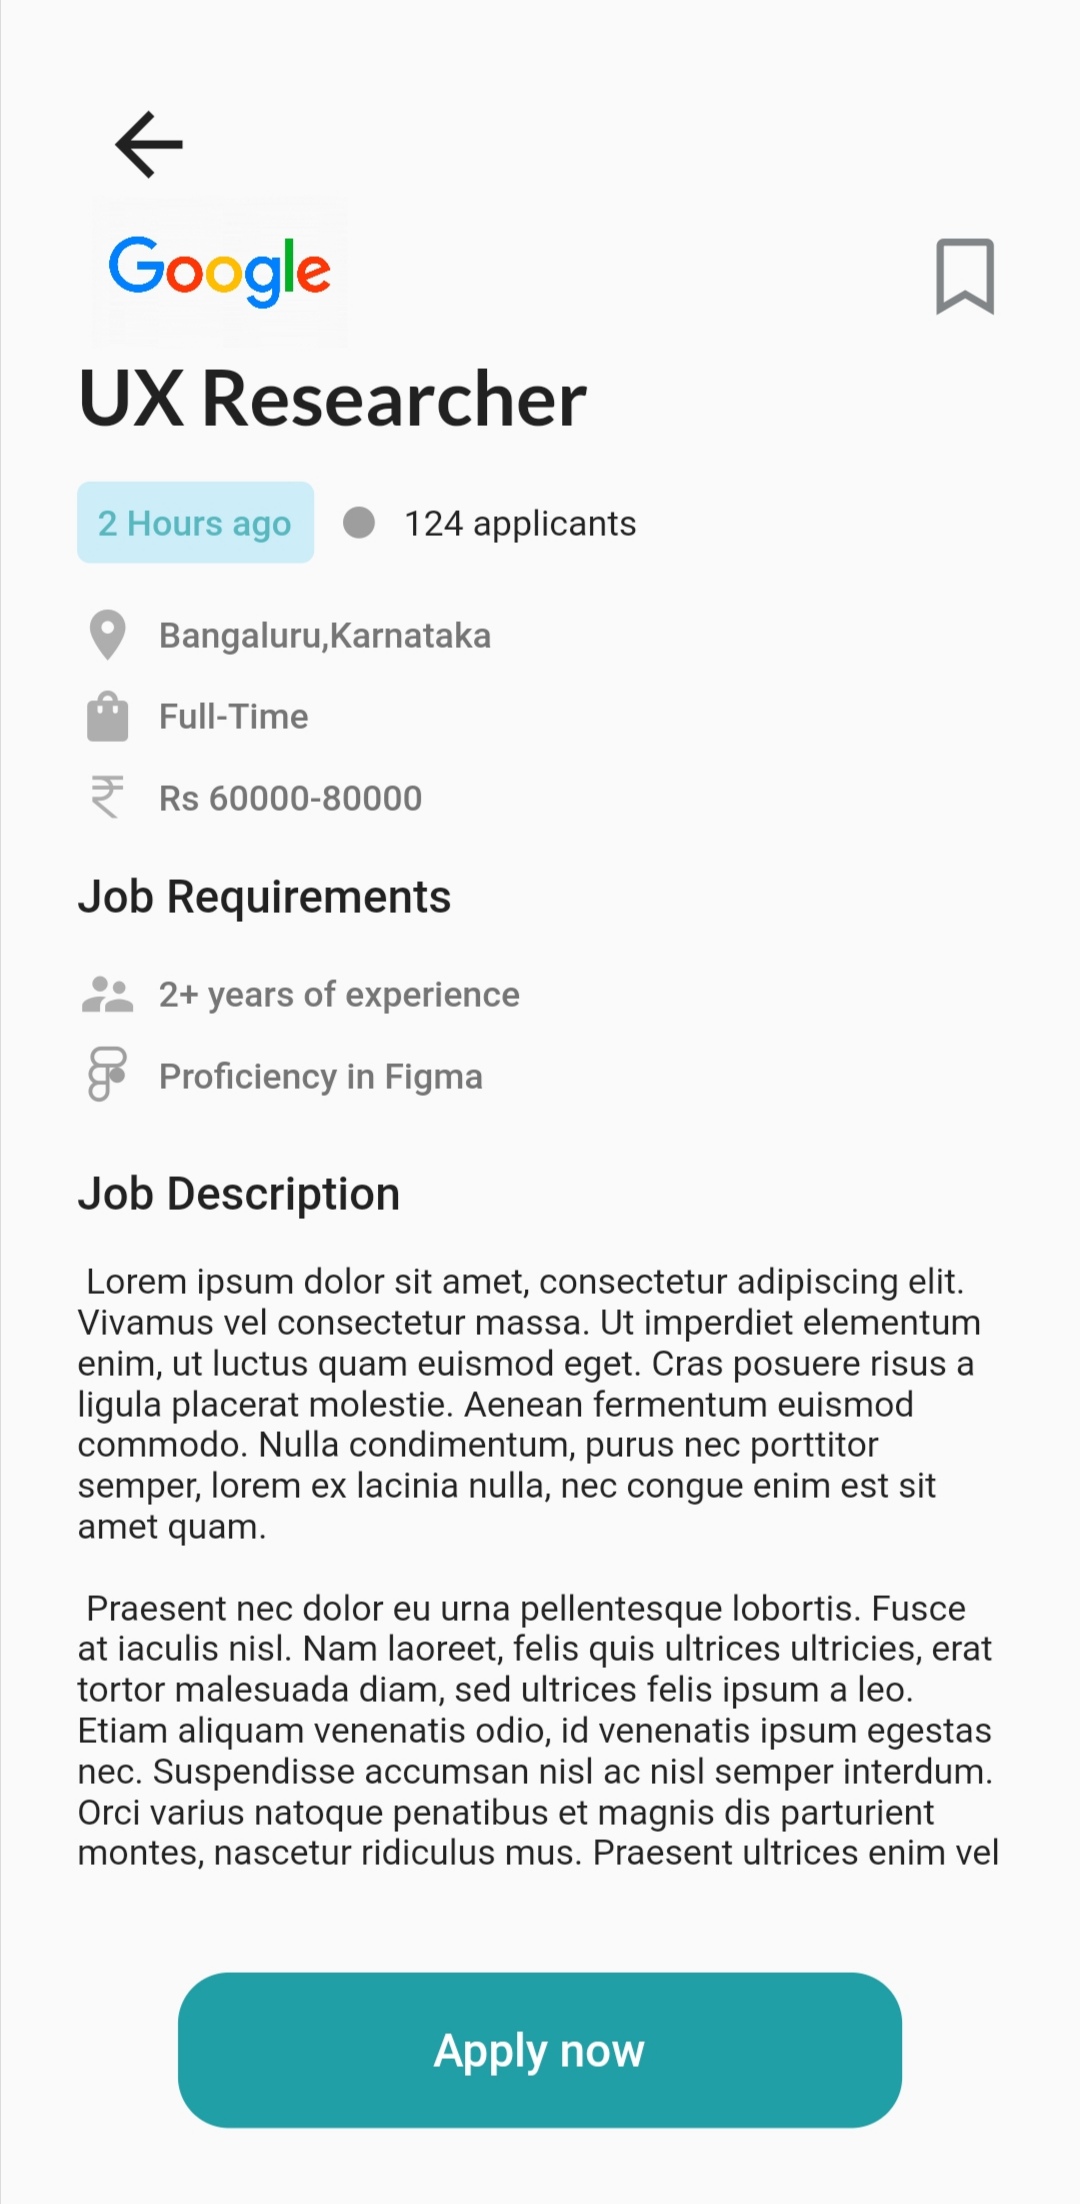 Google
UX Researcher
2 Hours ago
124 applicants
Bangaluru,Karnataka
Full-Time
Rs 60000-80000
Job Requirements
2+ years of experience
Proficiency in Figma
Job Description
Lorem ipsum dolor sit amet, consectetur adipiscing elit.
Vivamus vel consectetur massa. Ut imperdiet elementum
enim, ut luctus quam euismod eget. Cras posuere risus a
ligula placerat molestie. Aenean fermentum euismod
commodo. Nulla condimentum, purus nec porttitor
semper, lorem ex lacinia nulla, nec congue enim est sit
amet quam.
Praesent nec dolor eu urna pellentesque lobortis. Fusce
at iaculis nisl. Nam laoreet, felis quis ultrices ultricies, erat
tortor malesuada diam, sed ultrices felis ipsum a leo.
Etiam aliquam venenatis odio, id venenatis ipsum egestas
nec. Suspendisse accumsan nisl ac nisl semper interdum.
Orci varius natoque penatibus et magnis dis parturient
montes, nascetur ridiculus mus. Praesent ultrices enim vel
Apply now